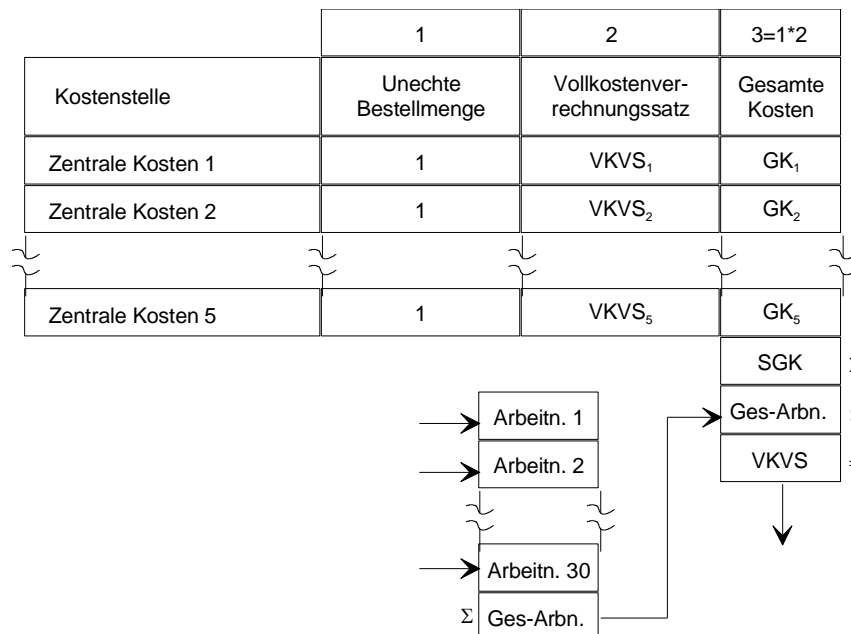 1 2 3=1*2
Kostenstelle
Unechte
Bestellmenge
Vollkostenver-
rechnungssatz
Gesamte
Kosten
Zentrale Kosten 1 1 VKVS₁ GK₁
Zentrale Kosten 2 1 VKVS₂ GK₂
Zentrale Kosten 5 1 VKVS₅ GK₅
SGK
Arbeitn. 1 Ges-Arbn.
Arbeitn. 2 VKVS
Arbeitn. 30
Σ Ges-Arbn.